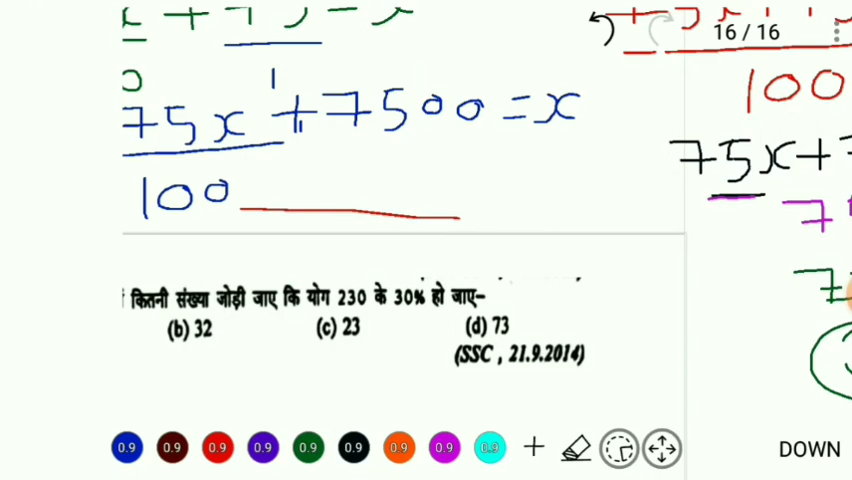 16 / 16
75x + 7500 = x
100
100
75x + 7
कितनी संख्या जोड़ी जाए कि योग 230 के 30% हो जाए-
(b) 32 (c) 23 (d) 73
(SSC , 21.9.2014)
0.9 0.9 0.9 0.9 0.9 0.9 0.9 0.9 0.9
DOWN